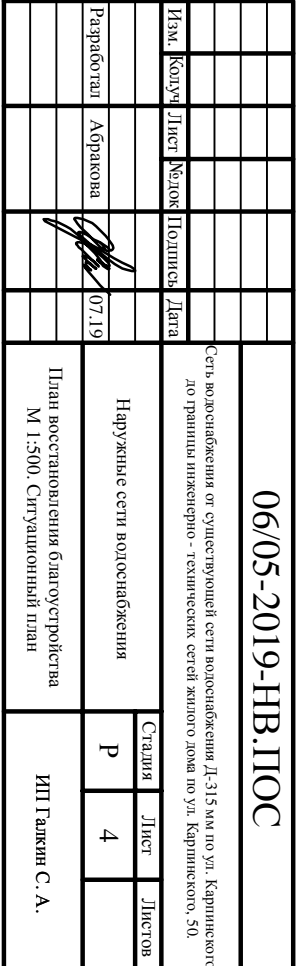 06/05-2019-НВ.ПОС
Сеть водоснабжения от существующей сети водоснабжения Д-315 мм по ул. Карпинского
до границы инженерно - технических сетей жилого дома по ул. Карпинского, 50.
Изм. Колуч Лист №док Подпись Дата
Разработал Абракова 07.19
Наружные сети водоснабжения
Стадия Лист Листов
Р 4
План восстановления благоустройства
М 1:500. Ситуационный план
ИП Галкин С. А.